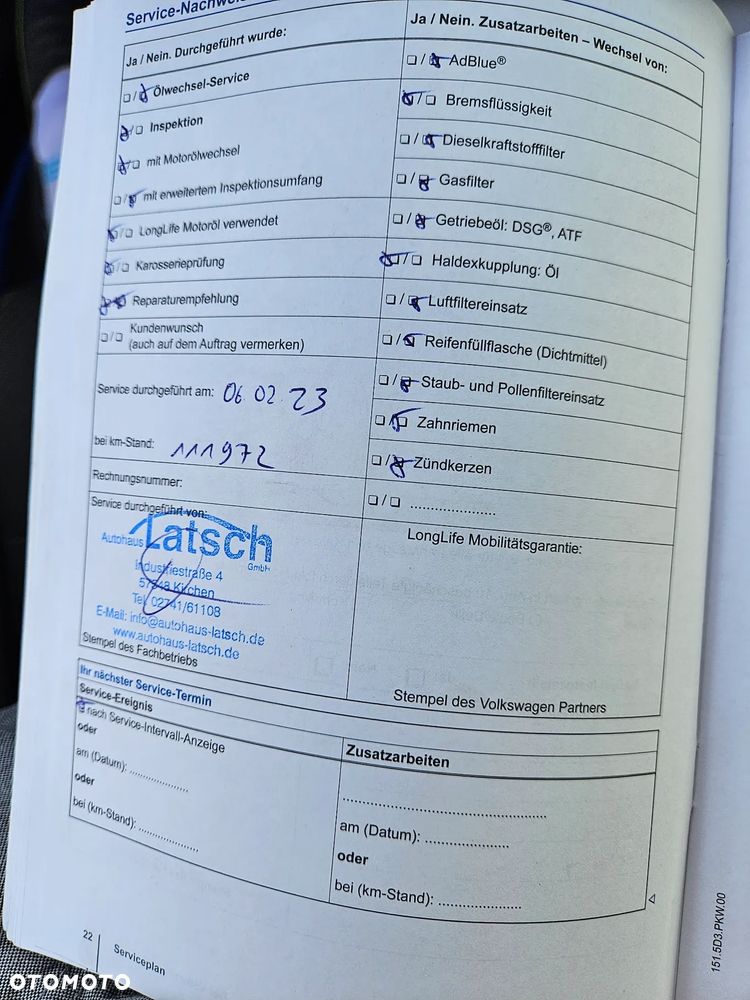 Service-Nachweis
Ja / Nein. Durchgeführt wurde:
/ Ölwechsel-Service
/ Inspektion
/ mit Motorölwechsel
/ mit erweitertem Inspektionsumfang
/ LongLife Motoröl verwendet
/ Karosserieprüfung
/ Reparaturempfehlung
/ Kundenwunsch
(auch auf dem Auftrag vermerken)
Service durchgeführt am: 06.02.23
bei km-Stand: 111972
Rechnungsnummer:
Service durchgeführt von:
Autohaus Latsch
GmbH
Industriestraße 4
57548 Kirchen
Tel. 02741/61108
E-Mail: info@autohaus-latsch.de
www.autohaus-latsch.de
Stempel des Fachbetriebs
Ja / Nein. Zusatzarbeiten – Wechsel von:
/ AdBlue®
/ Bremsflüssigkeit
/ Dieselkraftstofffilter
/ Gasfilter
/ Getriebeöl: DSG®, ATF
/ Haldexkupplung: Öl
/ Luftfiltereinsatz
/ Reifenfüllflasche (Dichtmittel)
/ Staub- und Pollenfiltereinsatz
/ Zahnriemen
/ Zündkerzen
/ ....................
LongLife Mobilitätsgarantie:
Stempel des Volkswagen Partners
Ihr nächster Service-Termin
Service-Ereignis
nach Service-Intervall-Anzeige
oder
am (Datum): ..................
oder
bei (km-Stand): ..................
Zusatzarbeiten
..................................................
am (Datum): ....................
oder
bei (km-Stand): ....................
22
Serviceplan
151.5D3.PKW.00
OTOMOTO